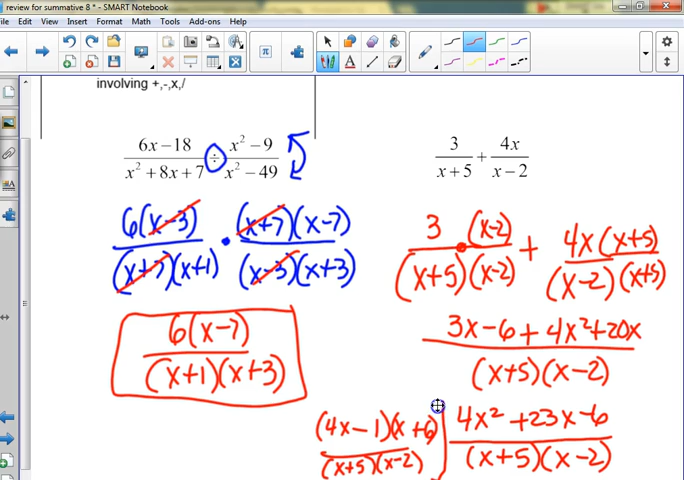 review for summative 8 * - SMART Notebook
Edit View Insert Format Math Tools Add-ons Help
involving +,-,x,/
6x – 18 / x² + 8x + 7 ÷ x² – 9 / x² – 49
6(x-3) / (x+7)(x+1) • (x+7)(x-7) / (x-3)(x+3)
6(x-7) / (x+1)(x+3)
3 / x + 5 + 4x / x – 2
3 • (x-2) / (x+5)(x-2) + 4x(x+5) / (x-2)(x+5)
3x-6+4x²+20x / (x+5)(x-2)
(4x-1)(x+6) / (x+5)(x-2)
4x²+23x-6 / (x+5)(x-2)